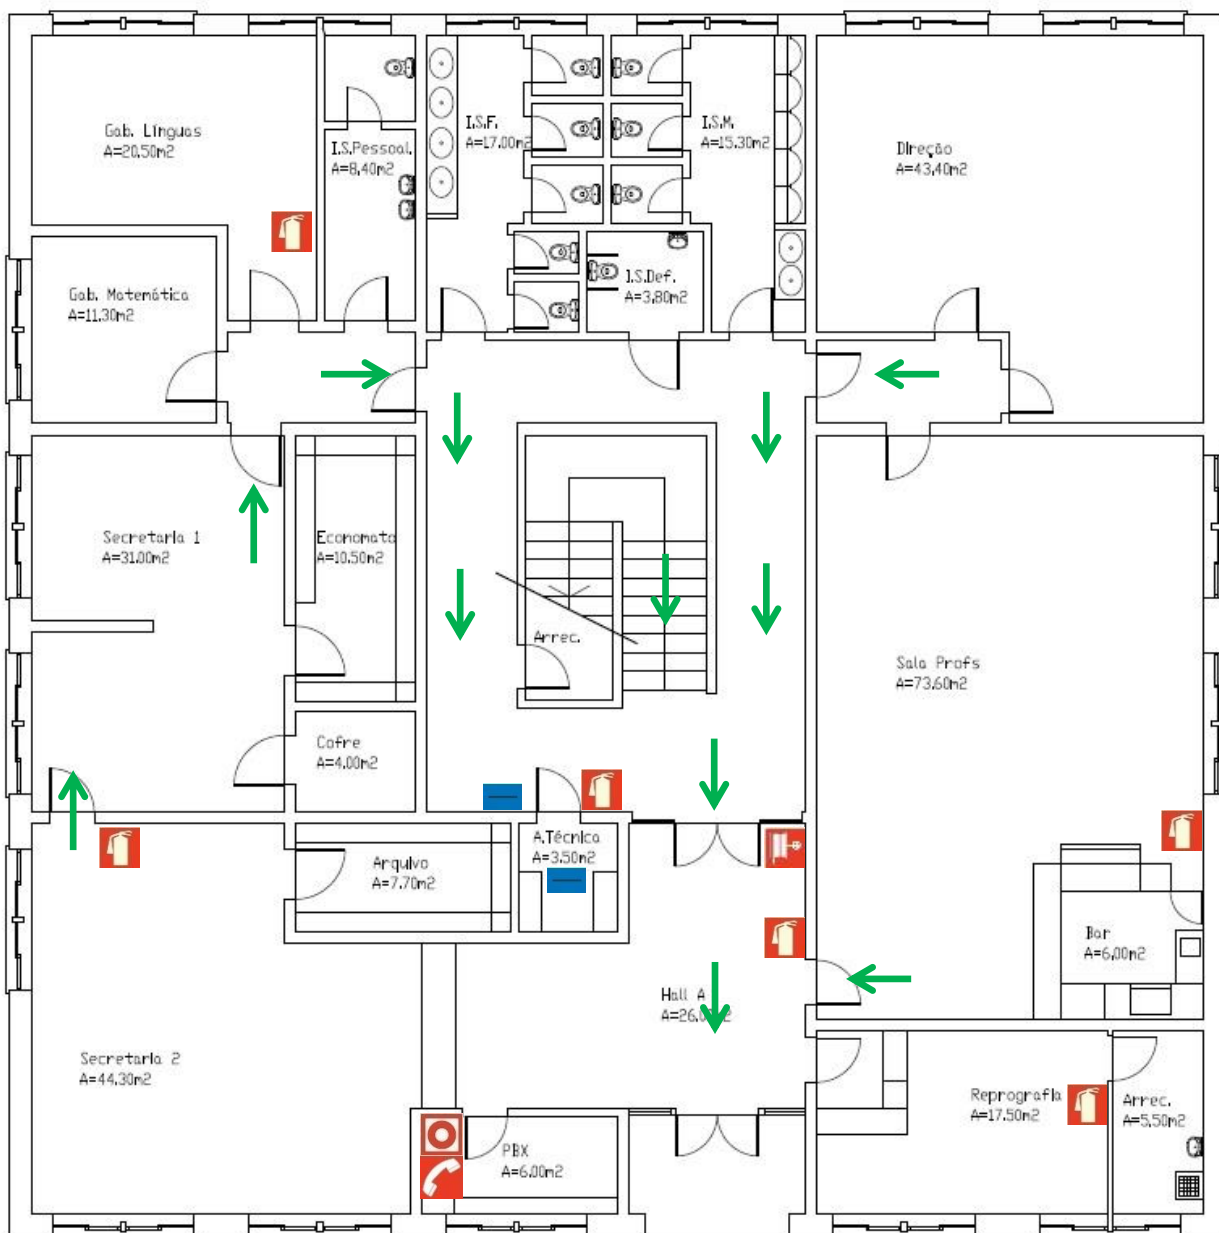 Gab. Línguas
A=20.50m2
I.S.Pessoal.
A=8,40m2
I.S.F.
A=17.00m2
I.S.M.
A=15.30m2
Direção
A=43,40m2
Gab. Matemática
A=11.30m2
I.S.Def.
A=3,80m2
Secretaria 1
A=31.00m2
Economato
A=10.50m2
Arrec.
Sala Profs
A=73.60m2
Cofre
A=4.00m2
A.Técnica
A=3.50m2
Arquivo
A=7.70m2
Bar
A=6,00m2
Hall A
Secretaria 2
A=44.30m2
PBX
A=6.00m2
Reprografia
A=17.50m2
Arrec.
A=5,50m2